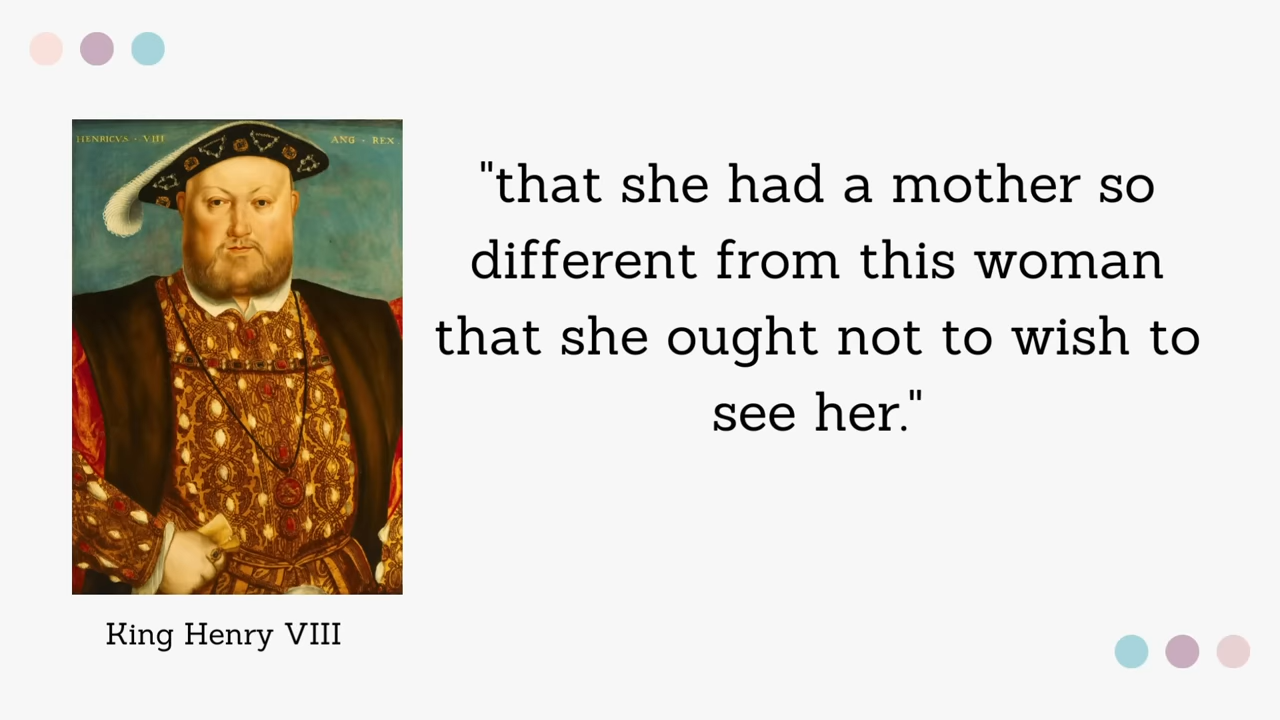 HENRICVS · VIII
ANG · REX
"that she had a mother so
different from this woman
that she ought not to wish to
see her."
King Henry VIII